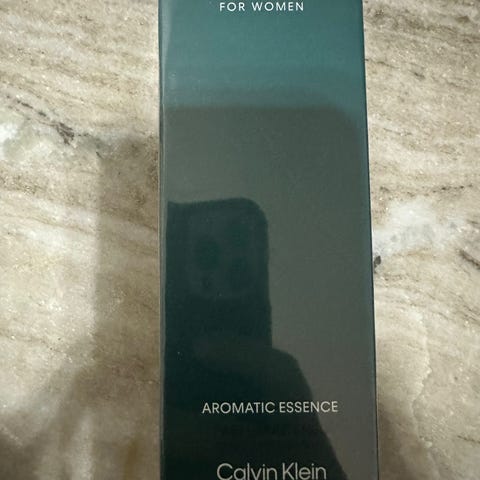 FOR WOMEN
AROMATIC ESSENCE
Calvin Klein